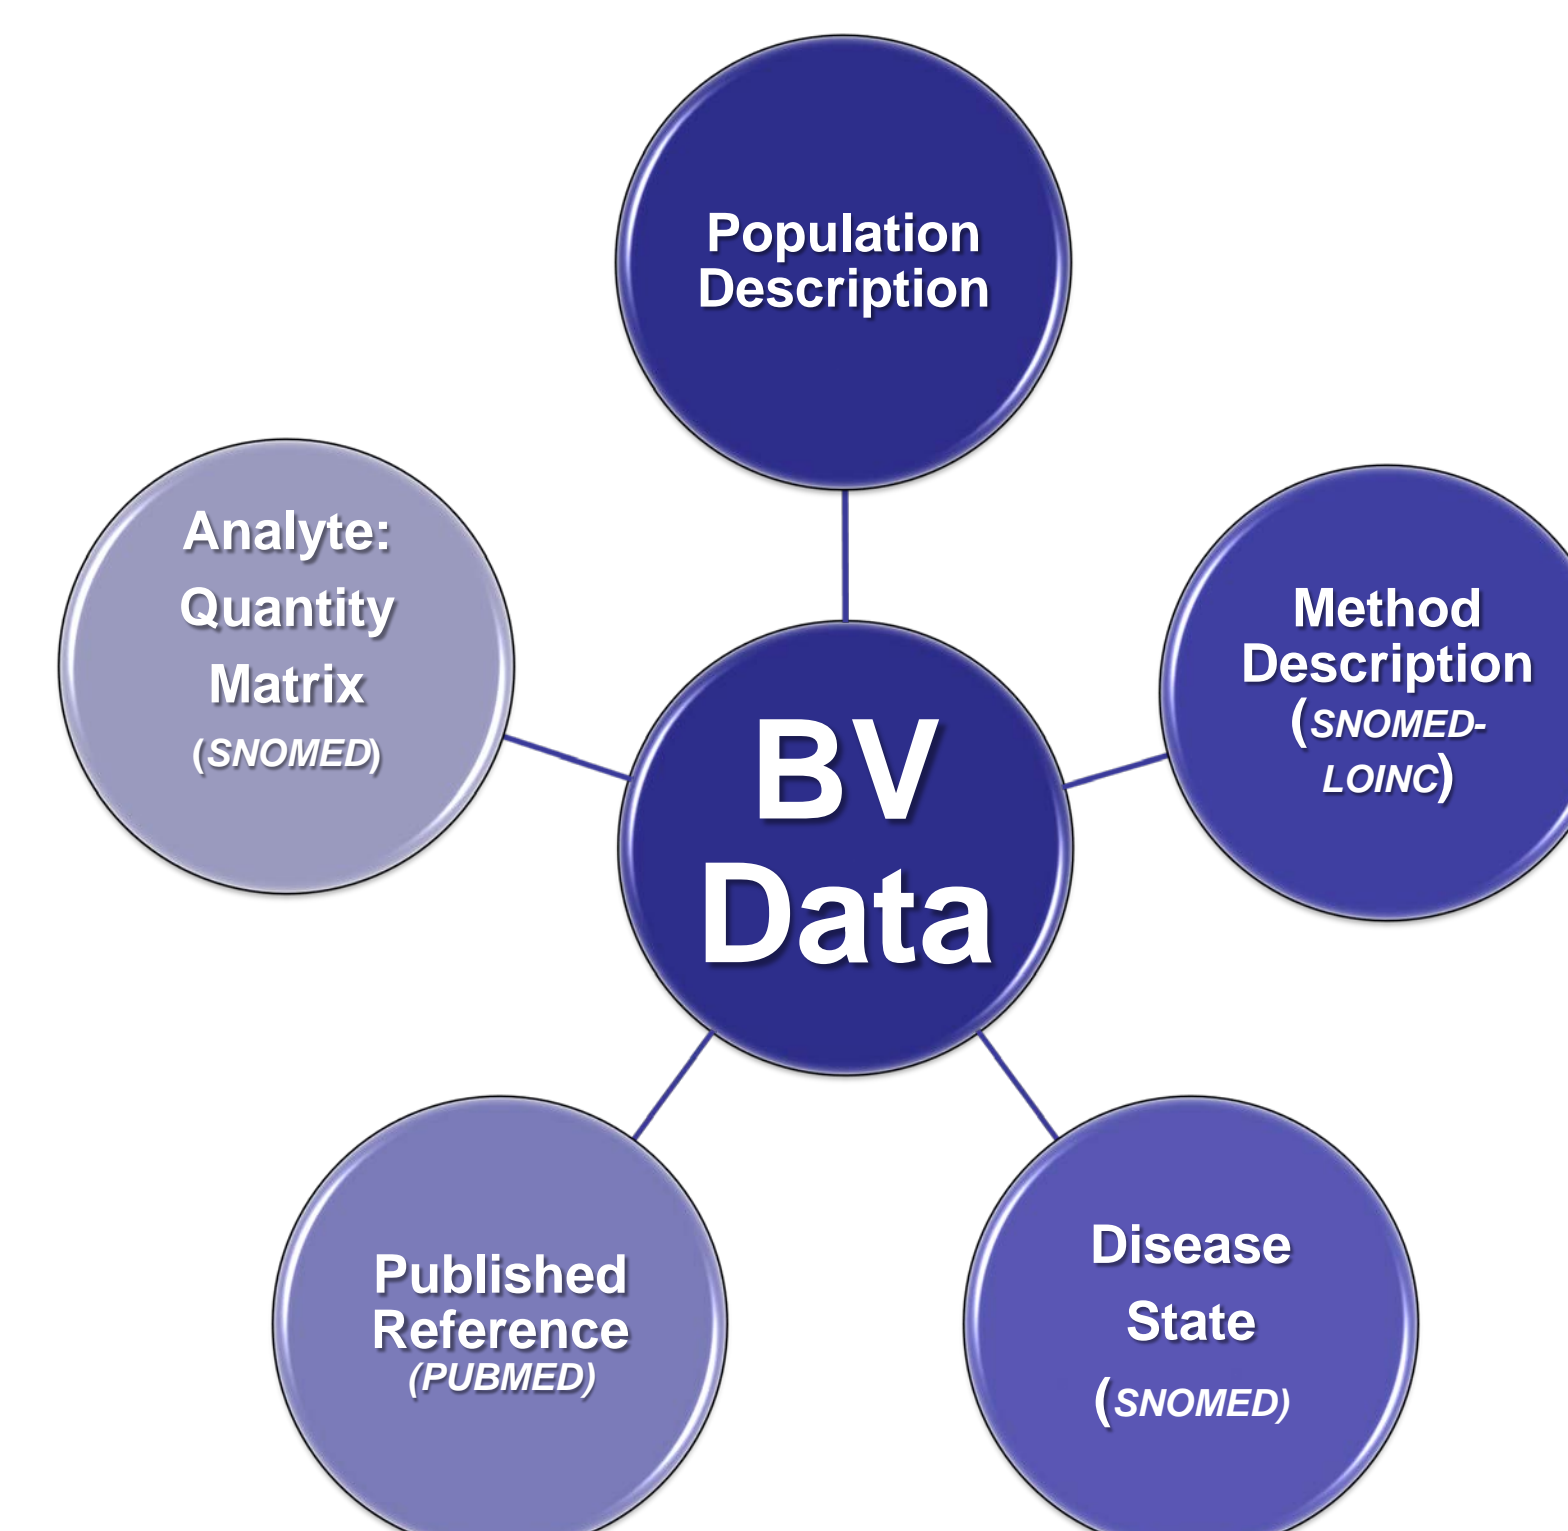 Population
Description
Analyte:
Quantity
Matrix
(SNOMED)
Method
Description
(SNOMED-
LOINC)
BV
Data
Published
Reference
(PUBMED)
Disease
State
(SNOMED)